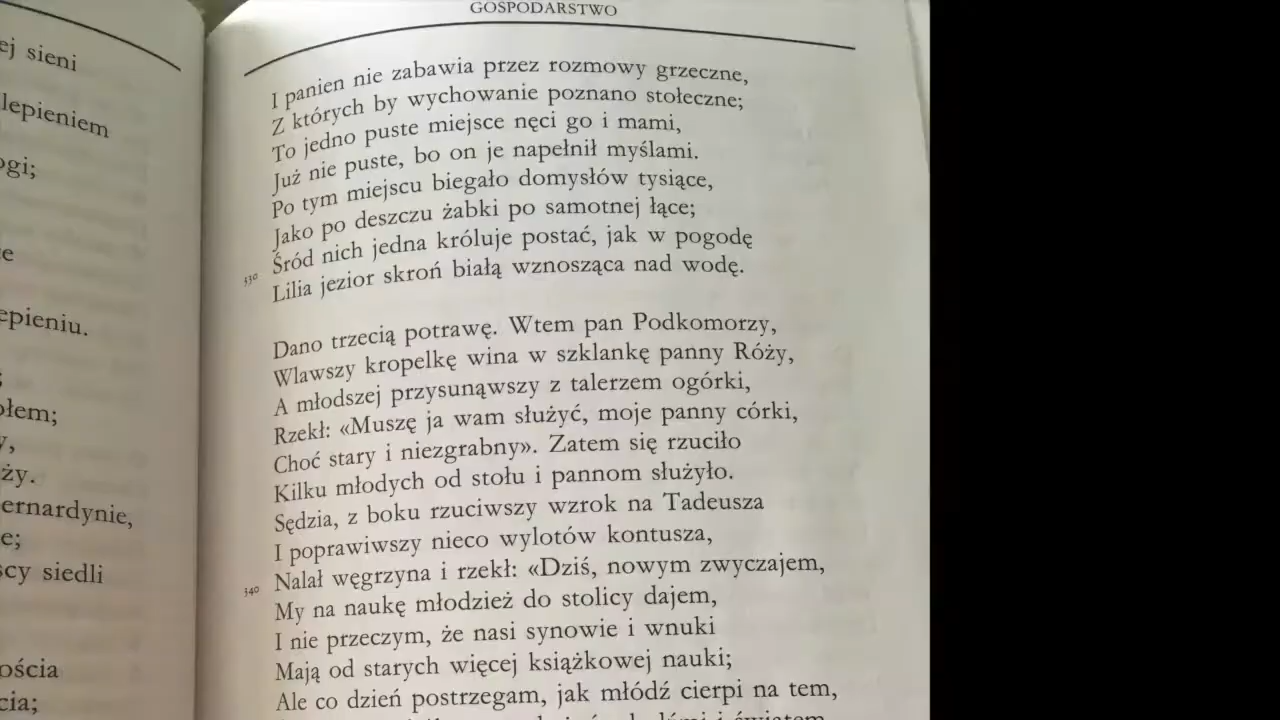 ej sieni
lepieniem
ogi;
e
epieniu.
ołem;
y,
ży.
ernardynie,
e;
scy siedli
ościa
cia;
GOSPODARSTWO
I panien nie zabawia przez rozmowy grzeczne,
Z których by wychowanie poznano stołeczne;
To jedno puste miejsce nęci go i mami,
Już nie puste, bo on je napełnił myślami.
Po tym miejscu biegało domysłów tysiące,
Jako po deszczu żabki po samotnej łące;
Śród nich jedna króluje postać, jak w pogodę
330 Lilia jezior skroń białą wznosząca nad wodę.
Dano trzecią potrawę. Wtem pan Podkomorzy,
Wlawszy kropelkę wina w szklankę panny Róży,
A młodszej przysunąwszy z talerzem ogórki,
Rzekł: «Muszę ja wam służyć, moje panny córki,
Choć stary i niezgrabny». Zatem się rzuciło
Kilku młodych od stołu i pannom służyło.
Sędzia, z boku rzuciwszy wzrok na Tadeusza
I poprawiwszy nieco wylotów kontusza,
Nalał węgrzyna i rzekł: «Dziś, nowym zwyczajem,
340 My na naukę młodzież do stolicy dajem,
I nie przeczym, że nasi synowie i wnuki
Mają od starych więcej książkowej nauki;
Ale co dzień postrzegam, jak młódź cierpi na tem,